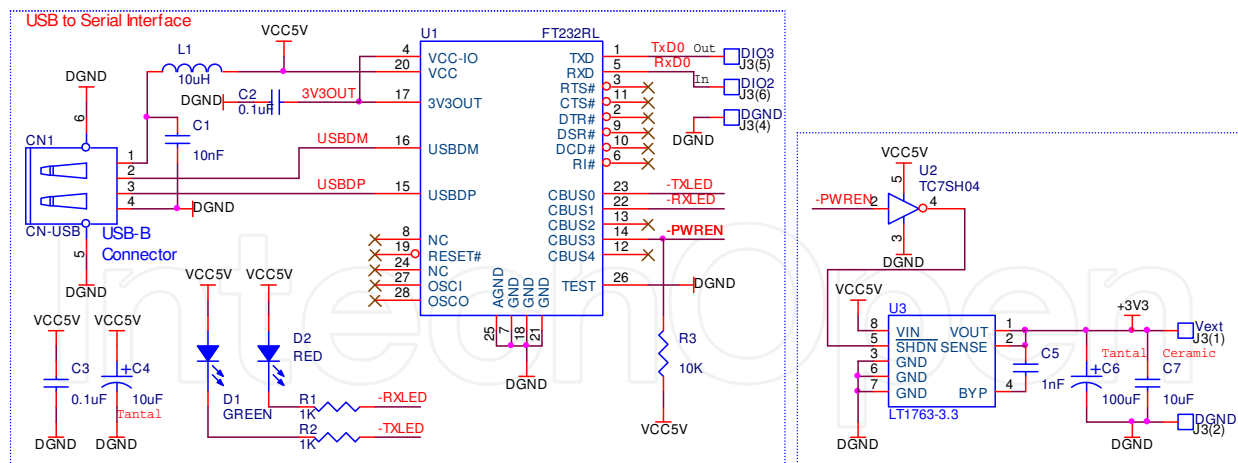 USB to Serial Interface
VCC5V
L1
10uH
DGND
6
CN1
CN-USB
USB-B
Connector
1
2
3
4
5
DGND
C1
10nF
DGND
DGND
C2
0.1uF
3V3OUT
USBDM
USBDP
U1
FT232RL
4 VCC-IO
20 VCC
17 3V3OUT
16 USBDM
15 USBDP
8 NC
19 RESET#
24 NC
27 OSCI
28 OSCO
TXD 1
RXD 5
RTS# 3
CTS# 11
DTR# 2
DSR# 9
DCD# 10
RI# 6
CBUS0 23
CBUS1 22
CBUS2 13
CBUS3 14
CBUS4 12
TEST 26
AGND 25
GND 7
GND 18
GND 21
DGND
TxD0 Out
RxD0
In
DIO3
J3(5)
DIO2
J3(6)
DGND
J3(4)
DGND
-TXLED
-RXLED
-PWREN
DGND
R3
10K
VCC5V
VCC5V
C3
0.1uF
DGND
VCC5V
C4
10uF
Tantal
DGND
VCC5V
VCC5V
D2
RED
D1
GREEN
R1
1K
-RXLED
R2
1K
-TXLED
VCC5V
U2
TC7SH04
-PWREN
2
5
4
3
DGND
VCC5V
U3
8 VIN
5 SHDN
3 GND
6 GND
7 GND
VOUT 1
SENSE 2
BYP 4
LT1763-3.3
DGND
C5
1nF
+3V3
Tantal
C6
100uF
Ceramic
C7
10uF
Vext
J3(1)
DGND
J3(2)
DGND
IntechOpen